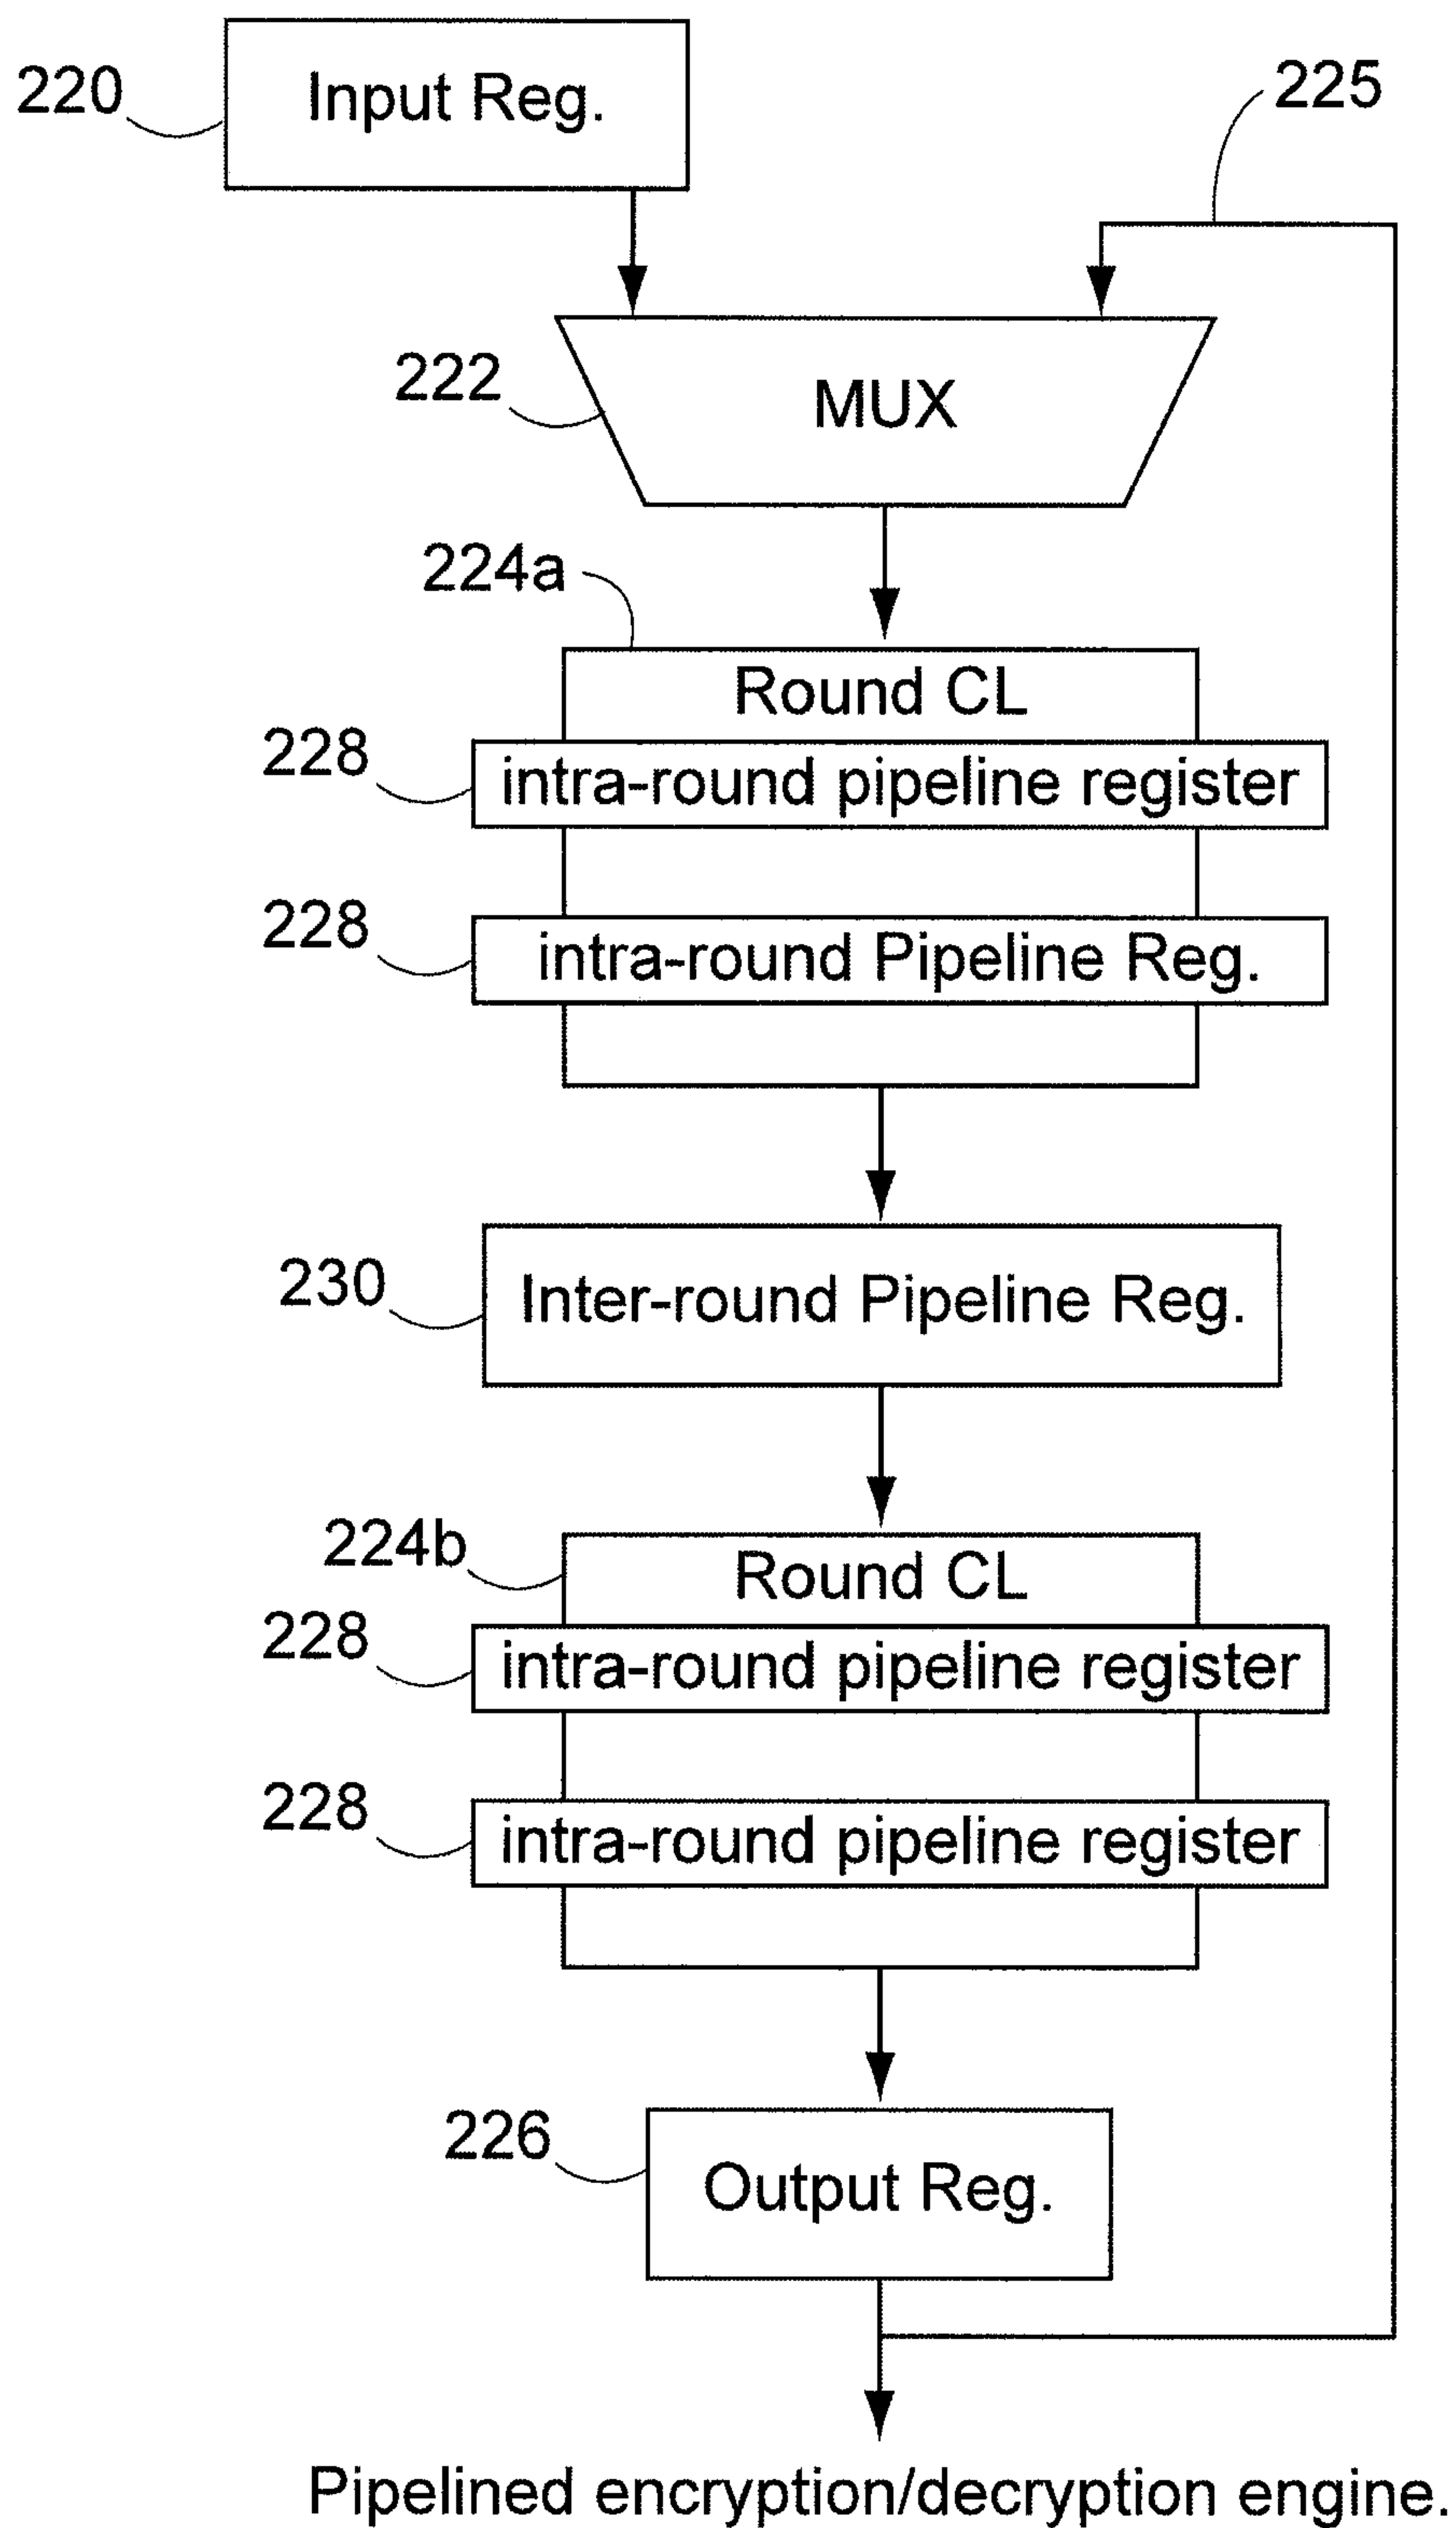 220
Input Reg.
225
222
MUX
224a
Round CL
228
intra-round pipeline register
228
intra-round Pipeline Reg.
230
Inter-round Pipeline Reg.
224b
Round CL
228
intra-round pipeline register
228
intra-round pipeline register
226
Output Reg.
Pipelined encryption/decryption engine.